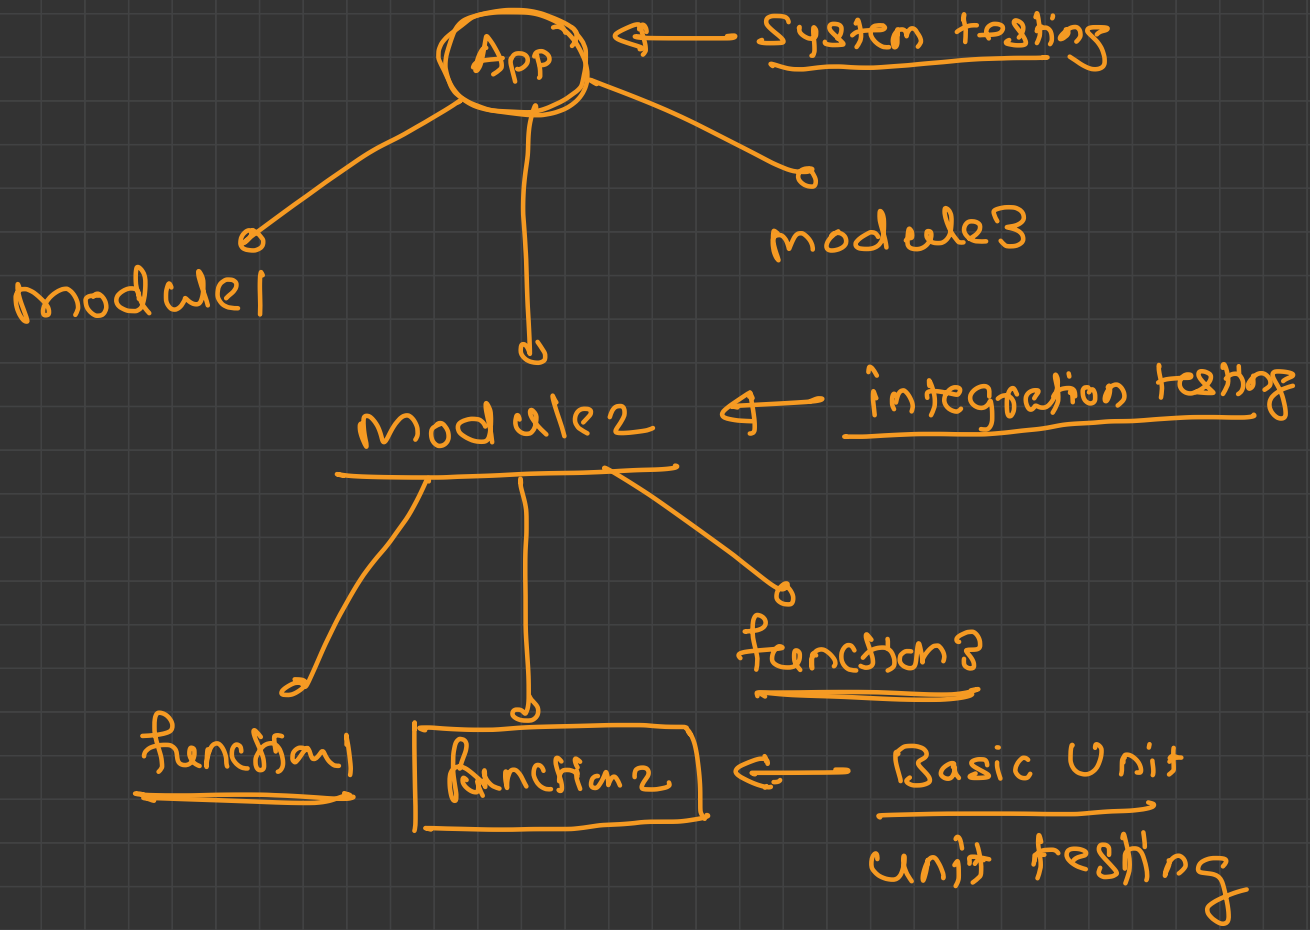 App
System testing
module3
module1
integration testing
module2
function3
function1
function2
Basic Unit
unit testing